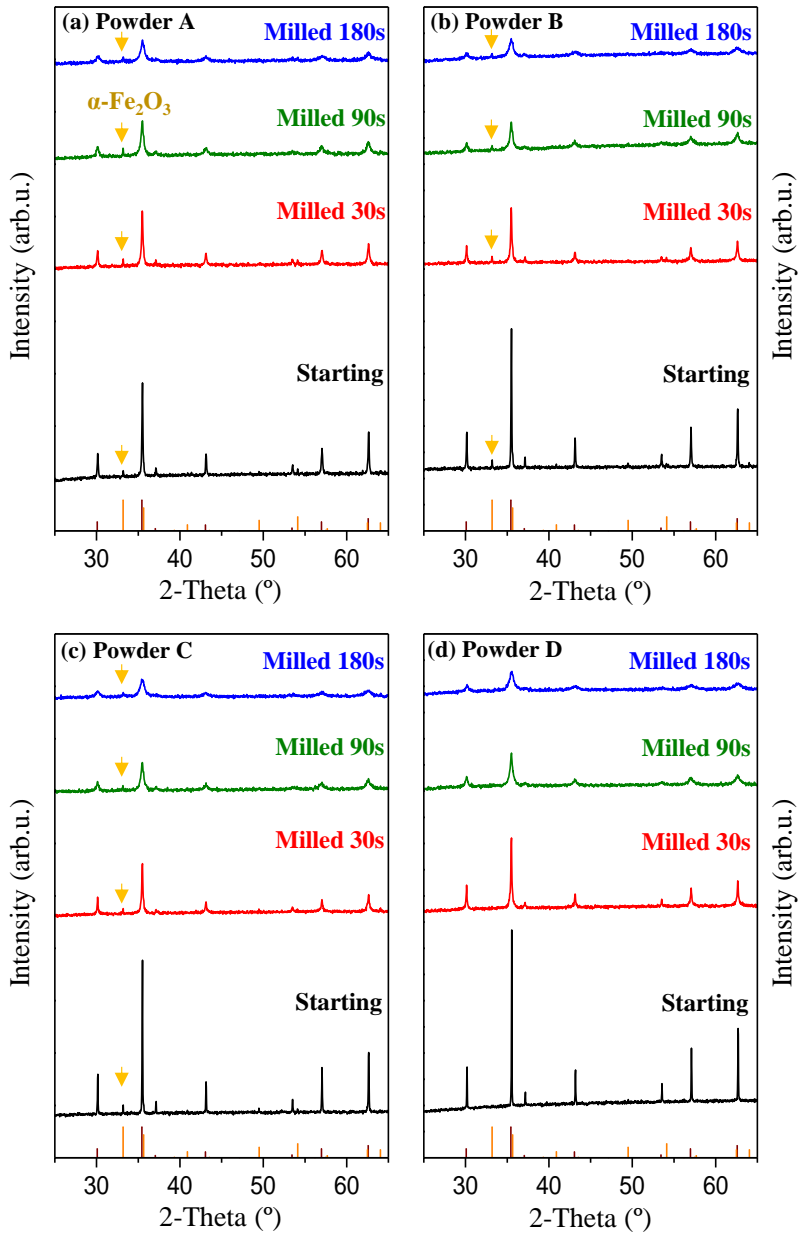 (a) Powder A
Milled 180s
α-Fe₂O₃
Milled 90s
Milled 30s
Starting
Intensity (arb.u.)
30 40 50 60
2-Theta (º)
(b) Powder B
Milled 180s
Milled 90s
Milled 30s
Starting
Intensity (arb.u.)
30 40 50 60
2-Theta (º)
(c) Powder C
Milled 180s
Milled 90s
Milled 30s
Starting
Intensity (arb.u.)
30 40 50 60
2-Theta (º)
(d) Powder D
Milled 180s
Milled 90s
Milled 30s
Starting
Intensity (arb.u.)
30 40 50 60
2-Theta (º)